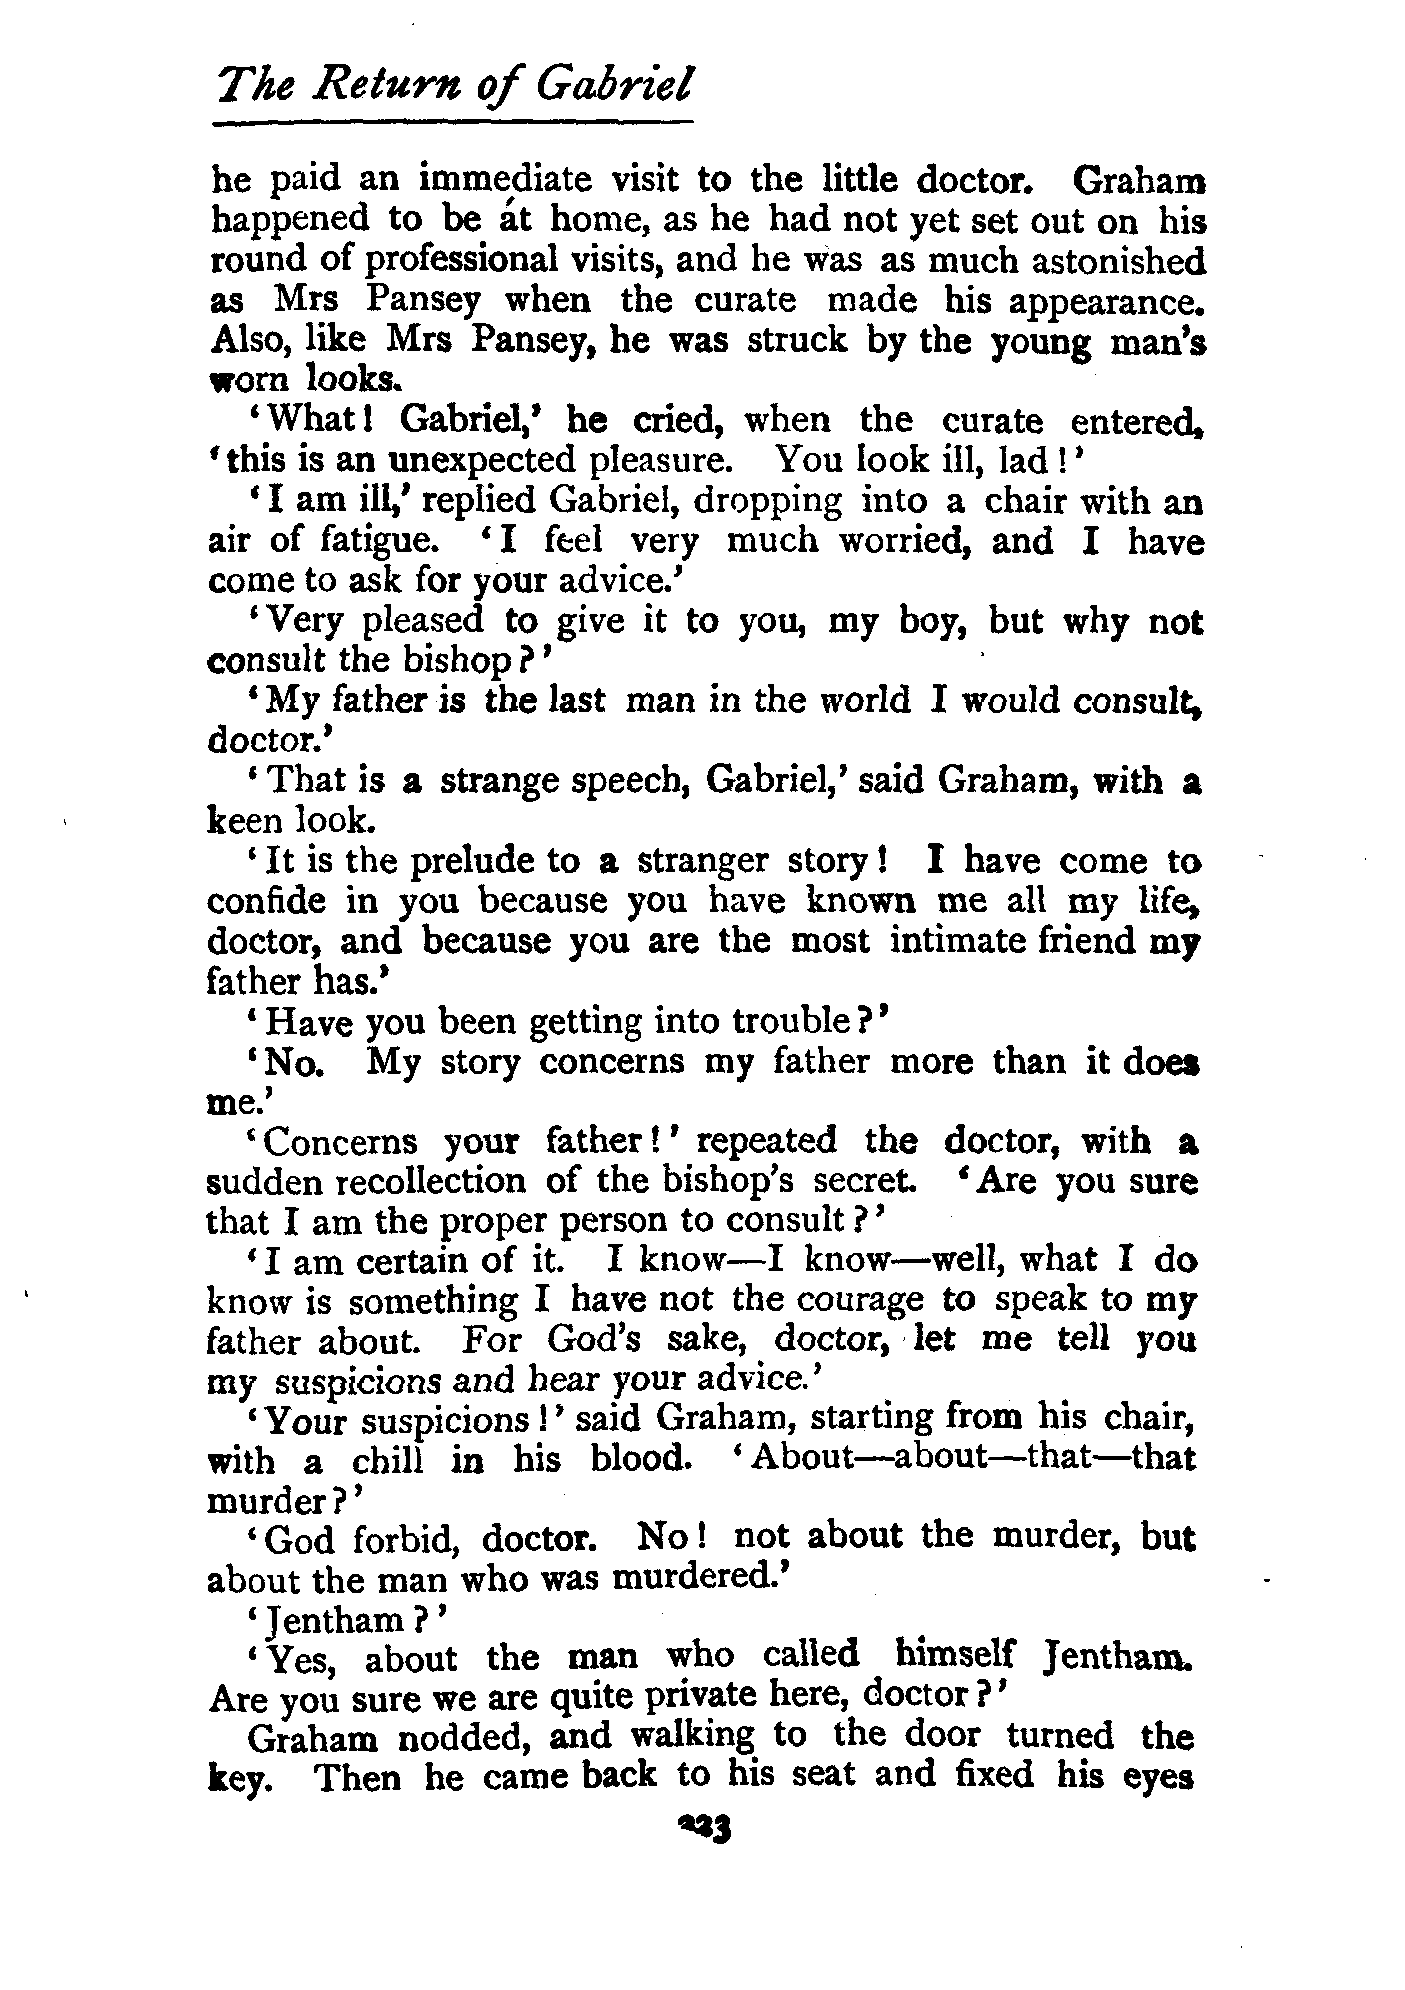 The Return of Gabriel
he paid an immediate visit to the little doctor. Graham
happened to be at home, as he had not yet set out on his
round of professional visits, and he was as much astonished
as Mrs Pansey when the curate made his appearance.
Also, like Mrs Pansey, he was struck by the young man's
worn looks.
‘What! Gabriel,’ he cried, when the curate entered,
‘this is an unexpected pleasure. You look ill, lad!’
‘I am ill,’ replied Gabriel, dropping into a chair with an
air of fatigue. ‘I feel very much worried, and I have
come to ask for your advice.’
‘Very pleased to give it to you, my boy, but why not
consult the bishop?’
‘My father is the last man in the world I would consult,
doctor.’
‘That is a strange speech, Gabriel,’ said Graham, with a
keen look.
‘It is the prelude to a stranger story! I have come to
confide in you because you have known me all my life,
doctor, and because you are the most intimate friend my
father has.’
‘Have you been getting into trouble?’
‘No. My story concerns my father more than it does
me.’
‘Concerns your father!’ repeated the doctor, with a
sudden recollection of the bishop's secret. ‘Are you sure
that I am the proper person to consult?’
‘I am certain of it. I know—I know—well, what I do
know is something I have not the courage to speak to my
father about. For God's sake, doctor, let me tell you
my suspicions and hear your advice.’
‘Your suspicions!’ said Graham, starting from his chair,
with a chill in his blood. ‘About—about—that—that
murder?’
‘God forbid, doctor. No! not about the murder, but
about the man who was murdered.’
‘Jentham?’
‘Yes, about the man who called himself Jentham.
Are you sure we are quite private here, doctor?’
Graham nodded, and walking to the door turned the
key. Then he came back to his seat and fixed his eyes
223